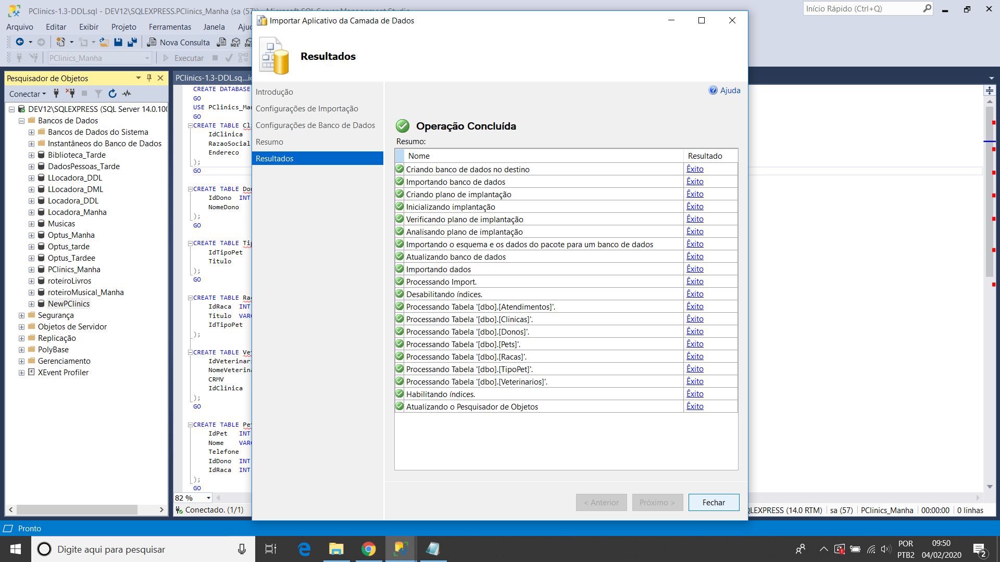 PClinics-1.3-DDL.sql - DEV12\SQLEXPRESS.PClinics_Manha (sa (57)) - Microsoft SQL Server Management Studio
Início Rápido (Ctrl+Q)
Arquivo Editar Exibir Projeto Ferramentas Janela
Nova Consulta
MDX
PClinics_Manha
Executar
Pesquisador de Objetos
Conectar
DEV12\SQLEXPRESS (SQL Server 14.0.100
Bancos de Dados
Bancos de Dados do Sistema
Instantâneos do Banco de Dados
Biblioteca_Tarde
DadosPessoas_Tarde
LLocadora_DDL
LLocadora_DML
Locadora_DDL
Locadora_Manha
Musicas
Optus_Manha
Optus_tarde
Optus_Tardee
PClinics_Manha
roteiroLivros
roteiroMusical_Manha
NewPClinics
Segurança
Objetos de Servidor
Replicação
PolyBase
Gerenciamento
XEvent Profiler
PClinics-1.3-DDL.sq...
CREATE DATABASE
GO
USE PClinics_Man
GO
CREATE TABLE Cli
IdClinica
RazaoSocial
Endereco
);
GO
CREATE TABLE Don
IdDono INT
NomeDono
);
GO
CREATE TABLE Tip
IdTipoPet
Titulo
);
GO
CREATE TABLE Rac
IdRaca INT
Titulo VARC
IdTipoPet
);
CREATE TABLE Vet
IdVeterinari
NomeVeterina
CRMV
IdClinica
);
GO
CREATE TABLE Pet
IdPet INT
Nome VARC
Telefone
IdDono INT
IdRaca INT
);
GO
82 %
Conectado. (1/1)
Importar Aplicativo da Camada de Dados
Resultados
Introdução
Configurações de Importação
Configurações de Banco de Dados
Resumo
Resultados
Ajuda
Operação Concluída
Resumo:
Nome Resultado
Criando banco de dados no destino Êxito
Importando banco de dados Êxito
Criando plano de implantação Êxito
Inicializando implantação Êxito
Verificando plano de implantação Êxito
Analisando plano de implantação Êxito
Importando o esquema e os dados do pacote para um banco de dados Êxito
Atualizando banco de dados Êxito
Importando dados Êxito
Processando Import. Êxito
Desabilitando índices. Êxito
Processando Tabela '[dbo].[Atendimentos]'. Êxito
Processando Tabela '[dbo].[Clinicas]'. Êxito
Processando Tabela '[dbo].[Donos]'. Êxito
Processando Tabela '[dbo].[Pets]'. Êxito
Processando Tabela '[dbo].[Racas]'. Êxito
Processando Tabela '[dbo].[TipoPet]'. Êxito
Processando Tabela '[dbo].[Veterinarios]'. Êxito
Habilitando índices. Êxito
Atualizando o Pesquisador de Objetos Êxito
< Anterior Próximo > Fechar
QLEXPRESS (14.0 RTM) sa (57) PClinics_Manha 00:00:00 0 linhas
Pronto
Digite aqui para pesquisar
POR
PTB2
09:50
04/02/2020
2